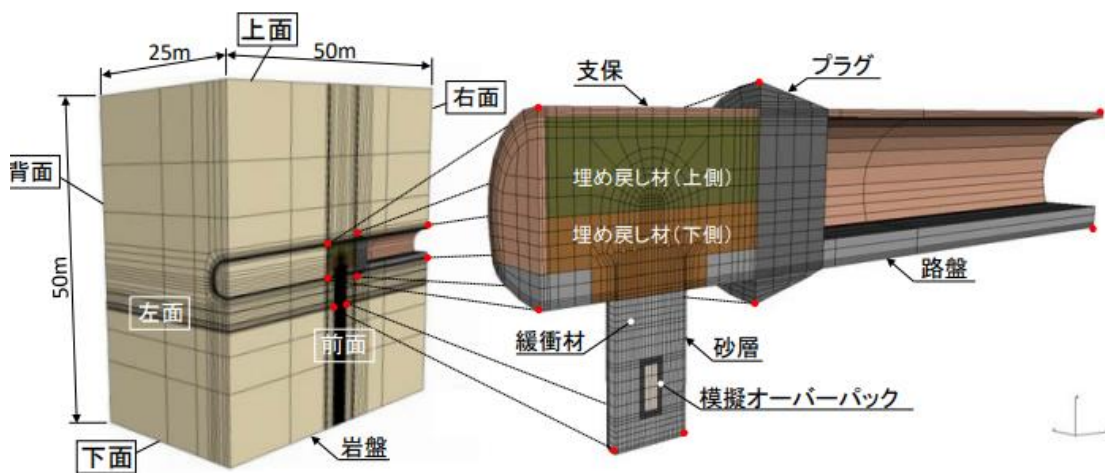 上面
25m
50m
右面
背面
50m
左面
前面
下面
岩盤
支保
プラグ
埋め戻し材(上側)
埋め戻し材(下側)
路盤
緩衝材
砂層
模擬オーバーパック